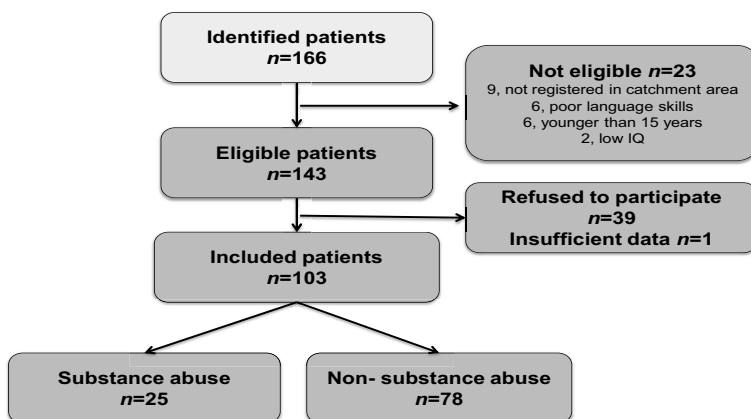 Identified patients
n=166
Not eligible n=23
9, not registered in catchment area
6, poor language skills
6, younger than 15 years
2, low IQ
Eligible patients
n=143
Refused to participate
n=39
Insufficient data n=1
Included patients
n=103
Substance abuse
n=25
Non- substance abuse
n=78